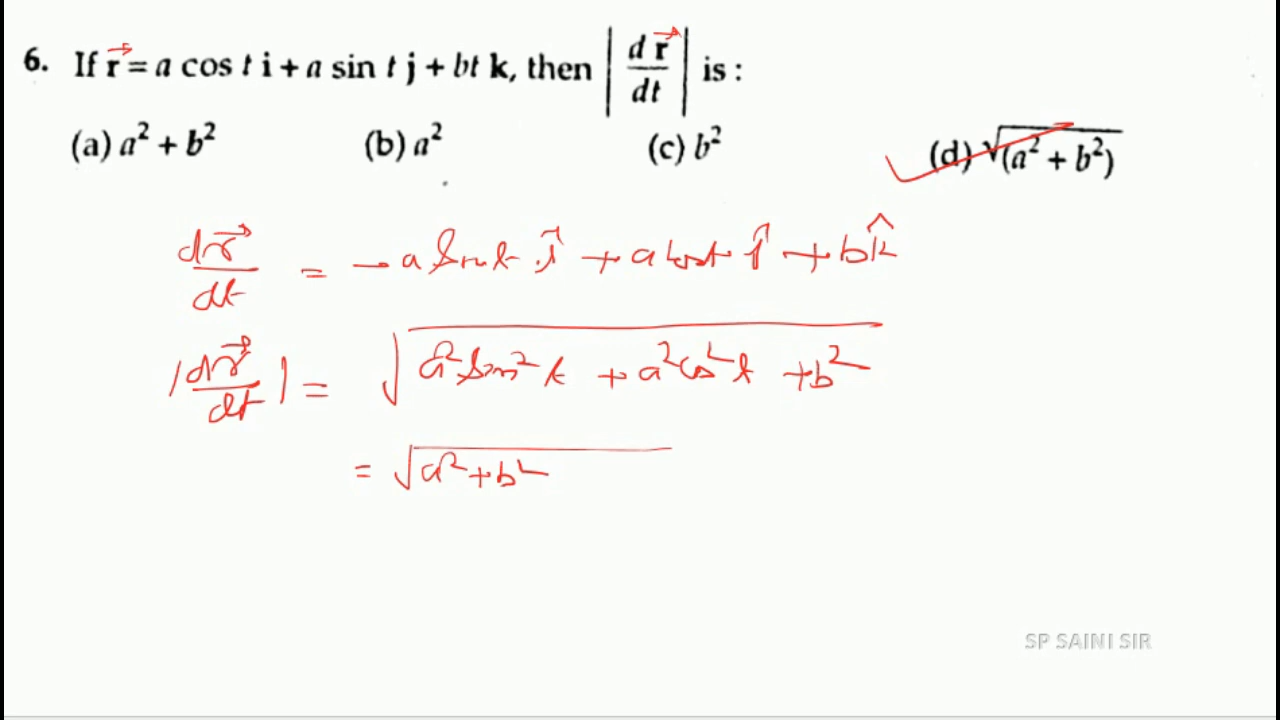 6. If r⃗ = a cos t i + a sin t j + bt k, then |dr⃗/dt| is :
(a) a² + b² (b) a² (c) b² (d) √(a² + b²)
dr⃗/dt = - a sin t î + a cos t ĵ + b k̂
|dr⃗/dt| = √(a² sin² t + a² cos² t + b²)
= √(a² + b²)
SP SAINI SIR